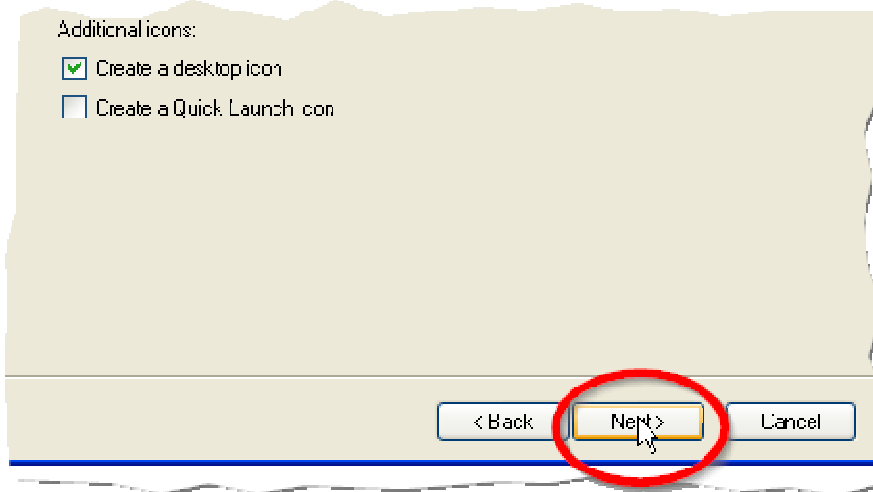 Additional icons:
Create a desktop icon
Create a Quick Launch icon
< Back Next > Cancel